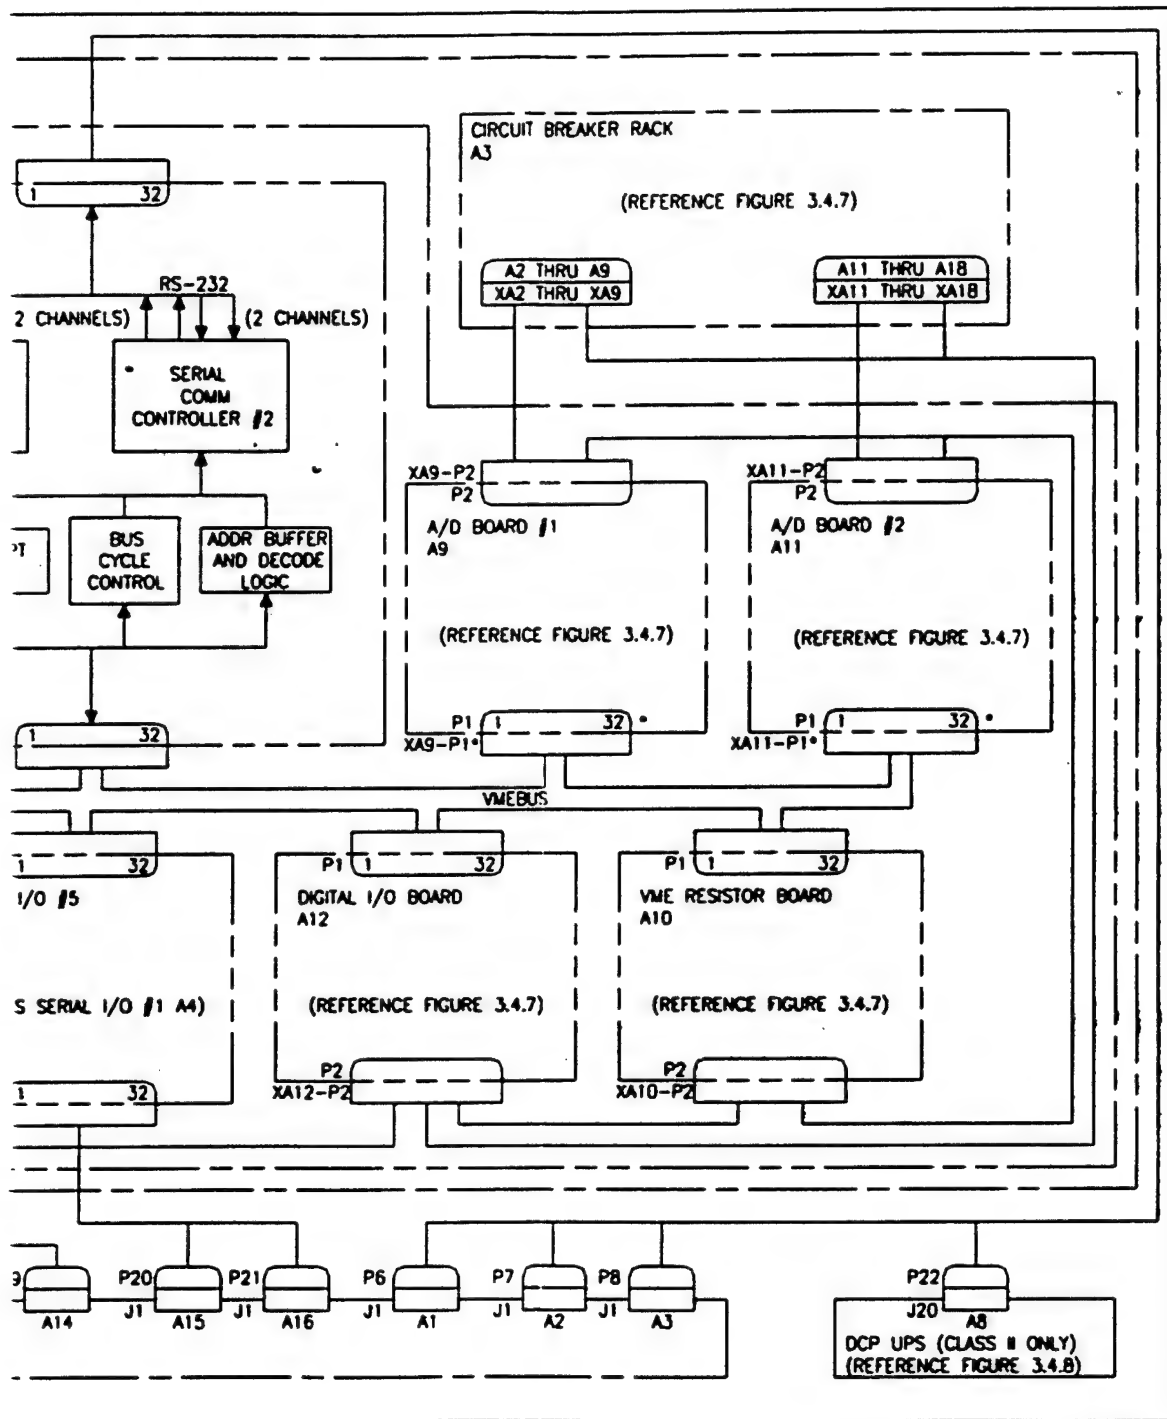 CIRCUIT BREAKER RACK
A3
(REFERENCE FIGURE 3.4.7)
1 32
A2 THRU A9
XA2 THRU XA9
A11 THRU A18
XA11 THRU XA18
RS-232
2 CHANNELS)
(2 CHANNELS)
SERIAL
COMM
CONTROLLER #2
XA9-P2
P2
A/D BOARD #1
A9
(REFERENCE FIGURE 3.4.7)
P1 1 32 *
XA9-P1*
XA11-P2
P2
A/D BOARD #2
A11
(REFERENCE FIGURE 3.4.7)
P1 1 32 *
XA11-P1*
PT
BUS
CYCLE
CONTROL
ADDR BUFFER
AND DECODE
LOGIC
1 32
VMEBUS
1 32
I/O #5
S SERIAL I/O #1 A4)
1 32
P1 1 32
DIGITAL I/O BOARD
A12
(REFERENCE FIGURE 3.4.7)
P2
XA12-P2
P1 1 32
VME RESISTOR BOARD
A10
(REFERENCE FIGURE 3.4.7)
P2
XA10-P2
9
A14
P20
J1
A15
P21
J1
A16
P6
J1
A1
P7
J1
A2
P8
J1
A3
P22
J20
A8
DCP UPS (CLASS II ONLY)
(REFERENCE FIGURE 3.4.8)